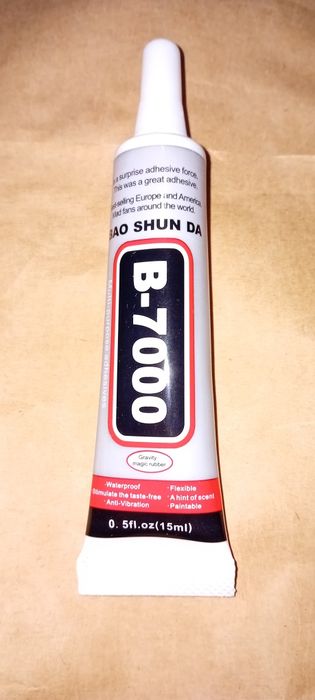 a surprise adhesive force,
This was a great adhesive.
selling Europe and America,
Mad fans around the world.
BAO SHUN DA
B-7000
Multi-purpose adhesives
Gravity
magic rubber
·Waterproof ·Flexible
Stimulate the taste-free ·A hint of scent
·Anti-Vibration ·Paintable
0.5fl.oz(15ml)